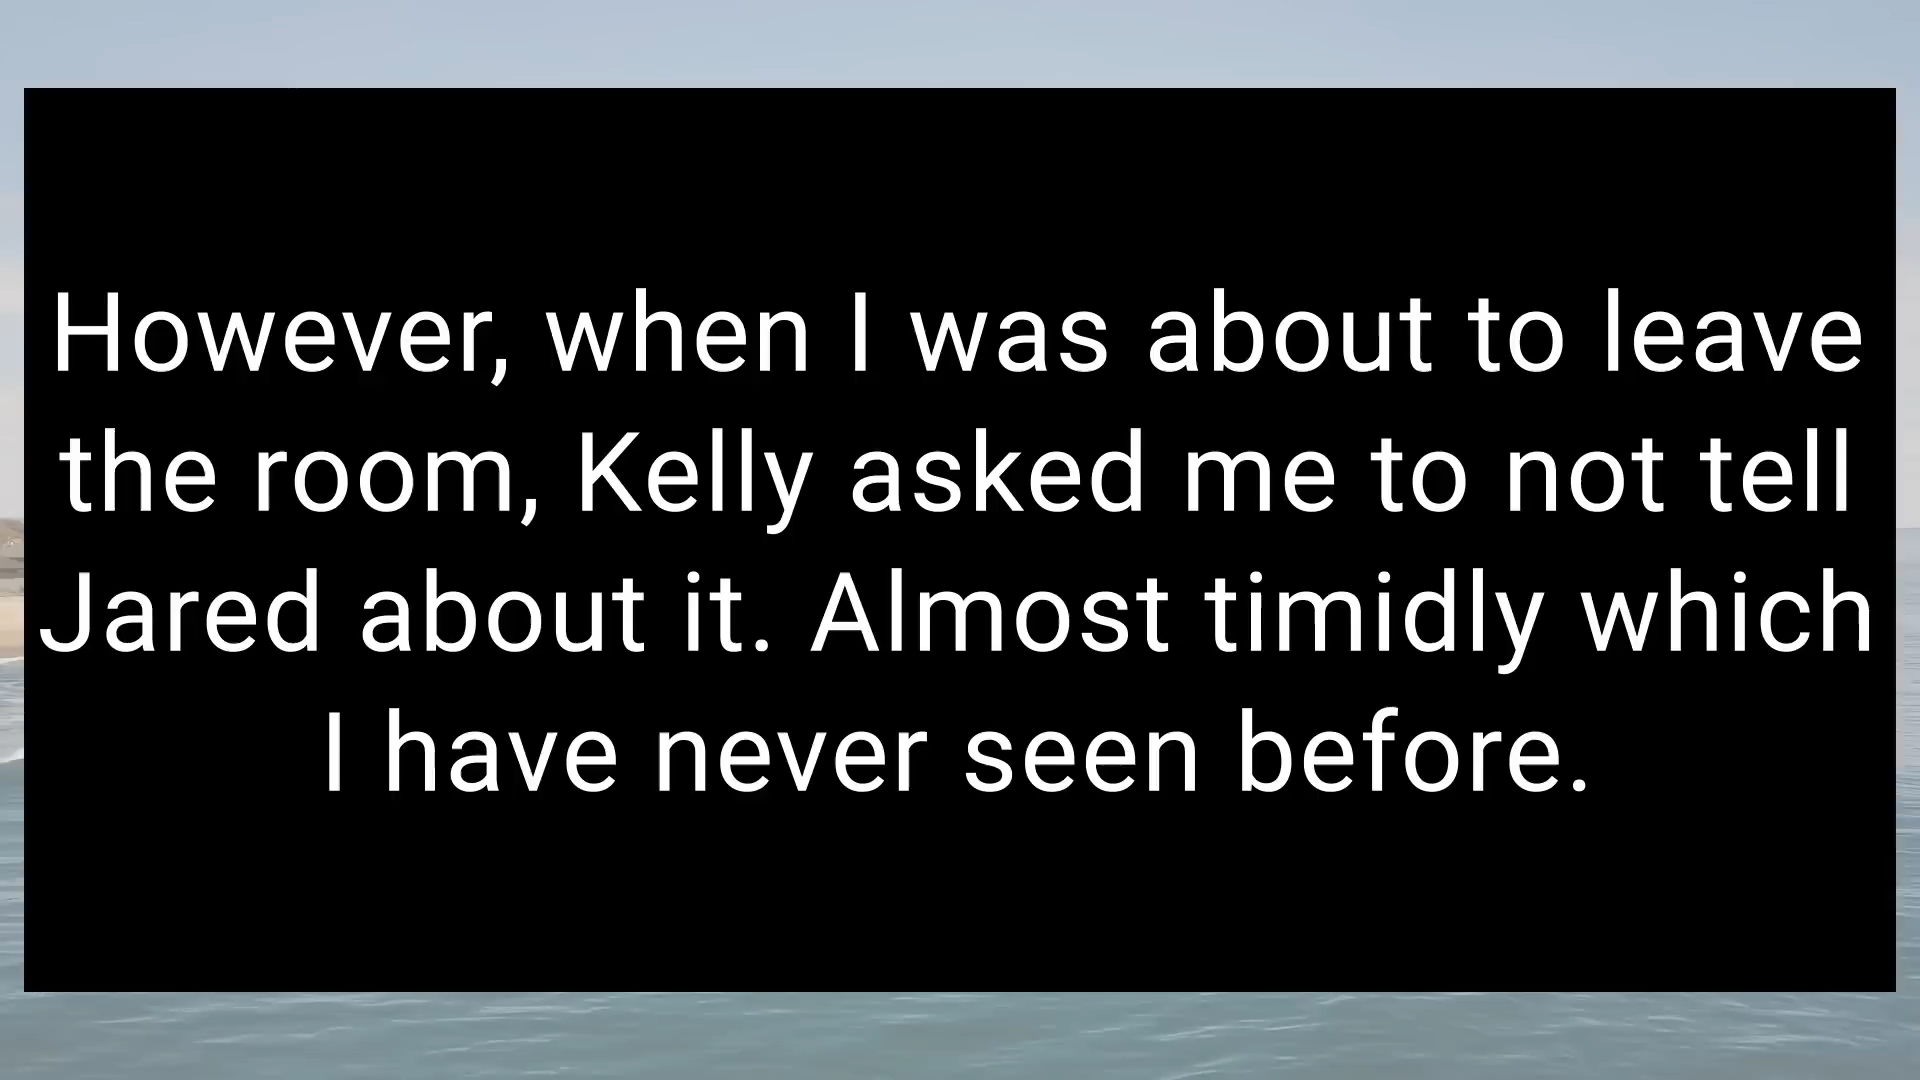 However, when I was about to leave
the room, Kelly asked me to not tell
Jared about it. Almost timidly which
I have never seen before.